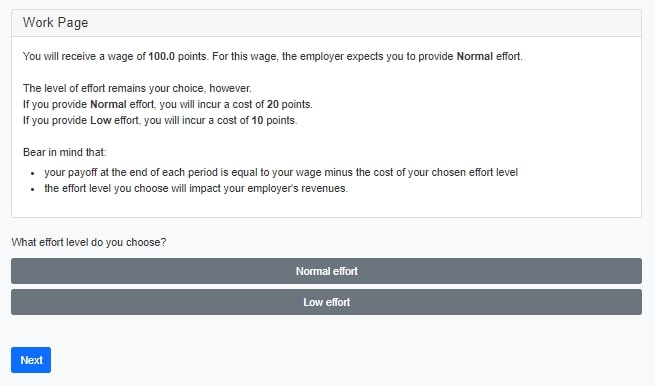 Work Page
You will receive a wage of 100.0 points. For this wage, the employer expects you to provide Normal effort.
The level of effort remains your choice, however.
If you provide Normal effort, you will incur a cost of 20 points.
If you provide Low effort, you will incur a cost of 10 points.
Bear in mind that:
• your payoff at the end of each period is equal to your wage minus the cost of your chosen effort level
• the effort level you choose will impact your employer's revenues.
What effort level do you choose?
Normal effort
Low effort
Next